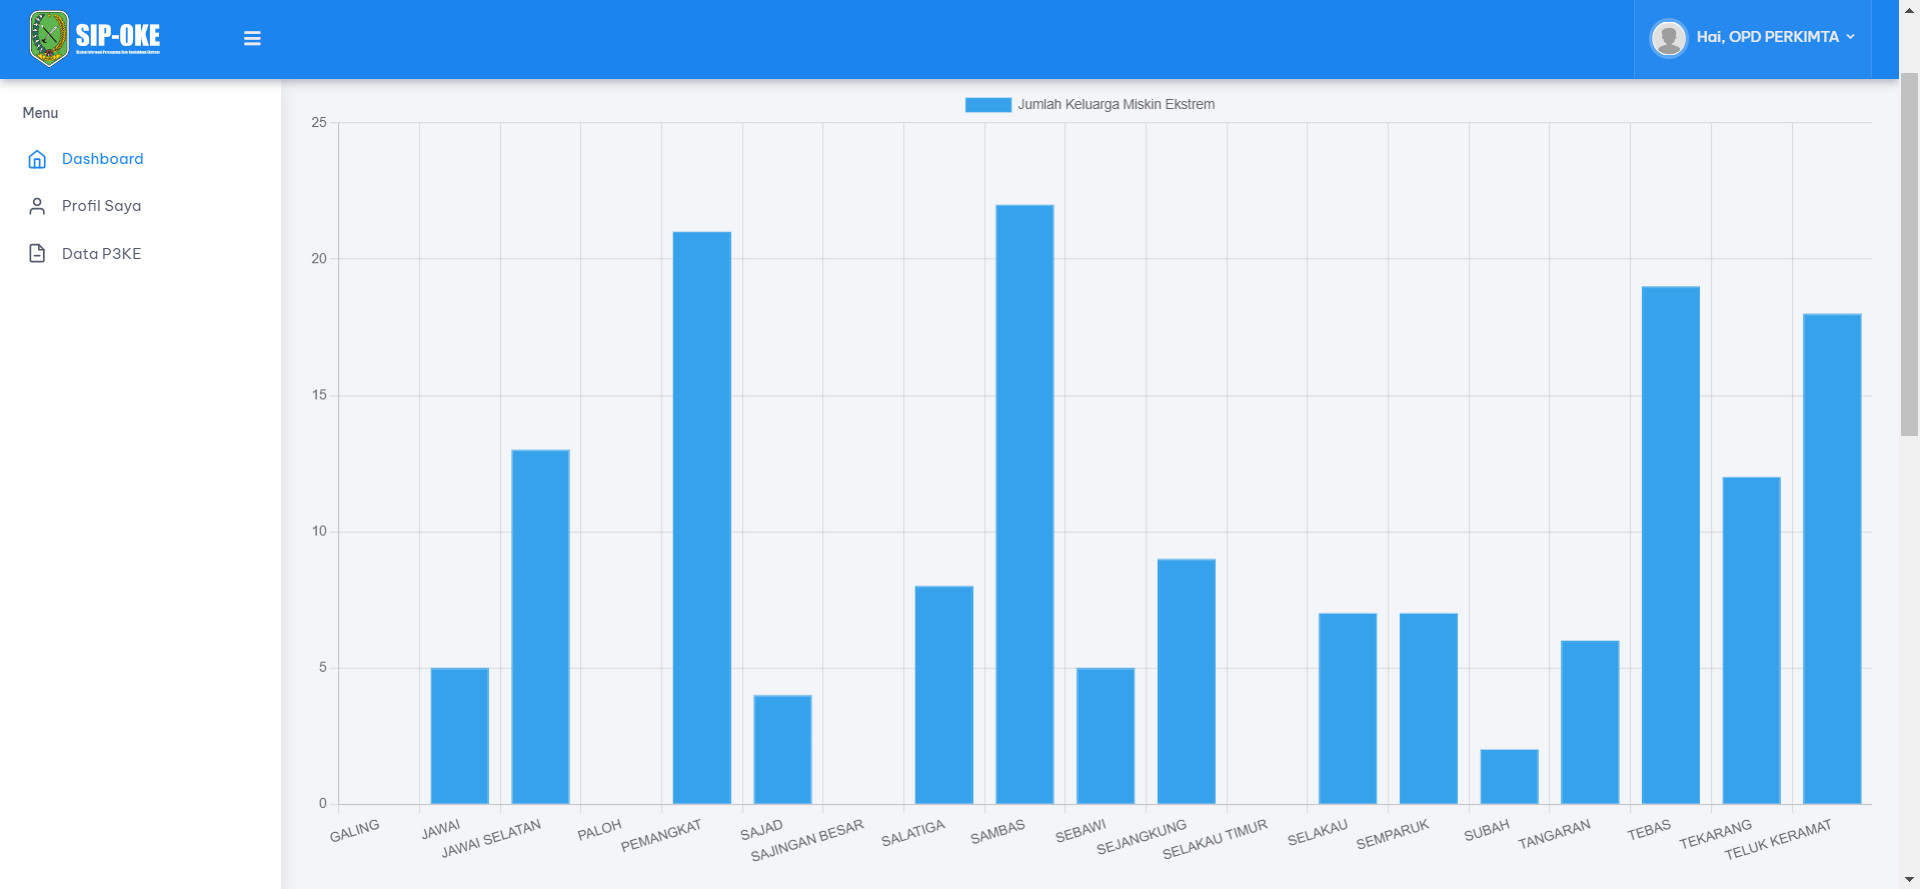 SIP-OKE
Hai, OPD PERKIMTA
Menu
Dashboard
Profil Saya
Data P3KE
Jumlah Keluarga Miskin Ekstrem
25
20
15
10
5
0
GALING
JAWAI
JAWAI SELATAN
PALOH
PEMANGKAT
SAJAD
SAJINGAN BESAR
SALATIGA
SAMBAS
SEBAWI
SEJANGKUNG
SELAKAU TIMUR
SELAKAU
SEMPARUK
SUBAH
TANGARAN
TEBAS
TEKARANG
TELUK KERAMAT